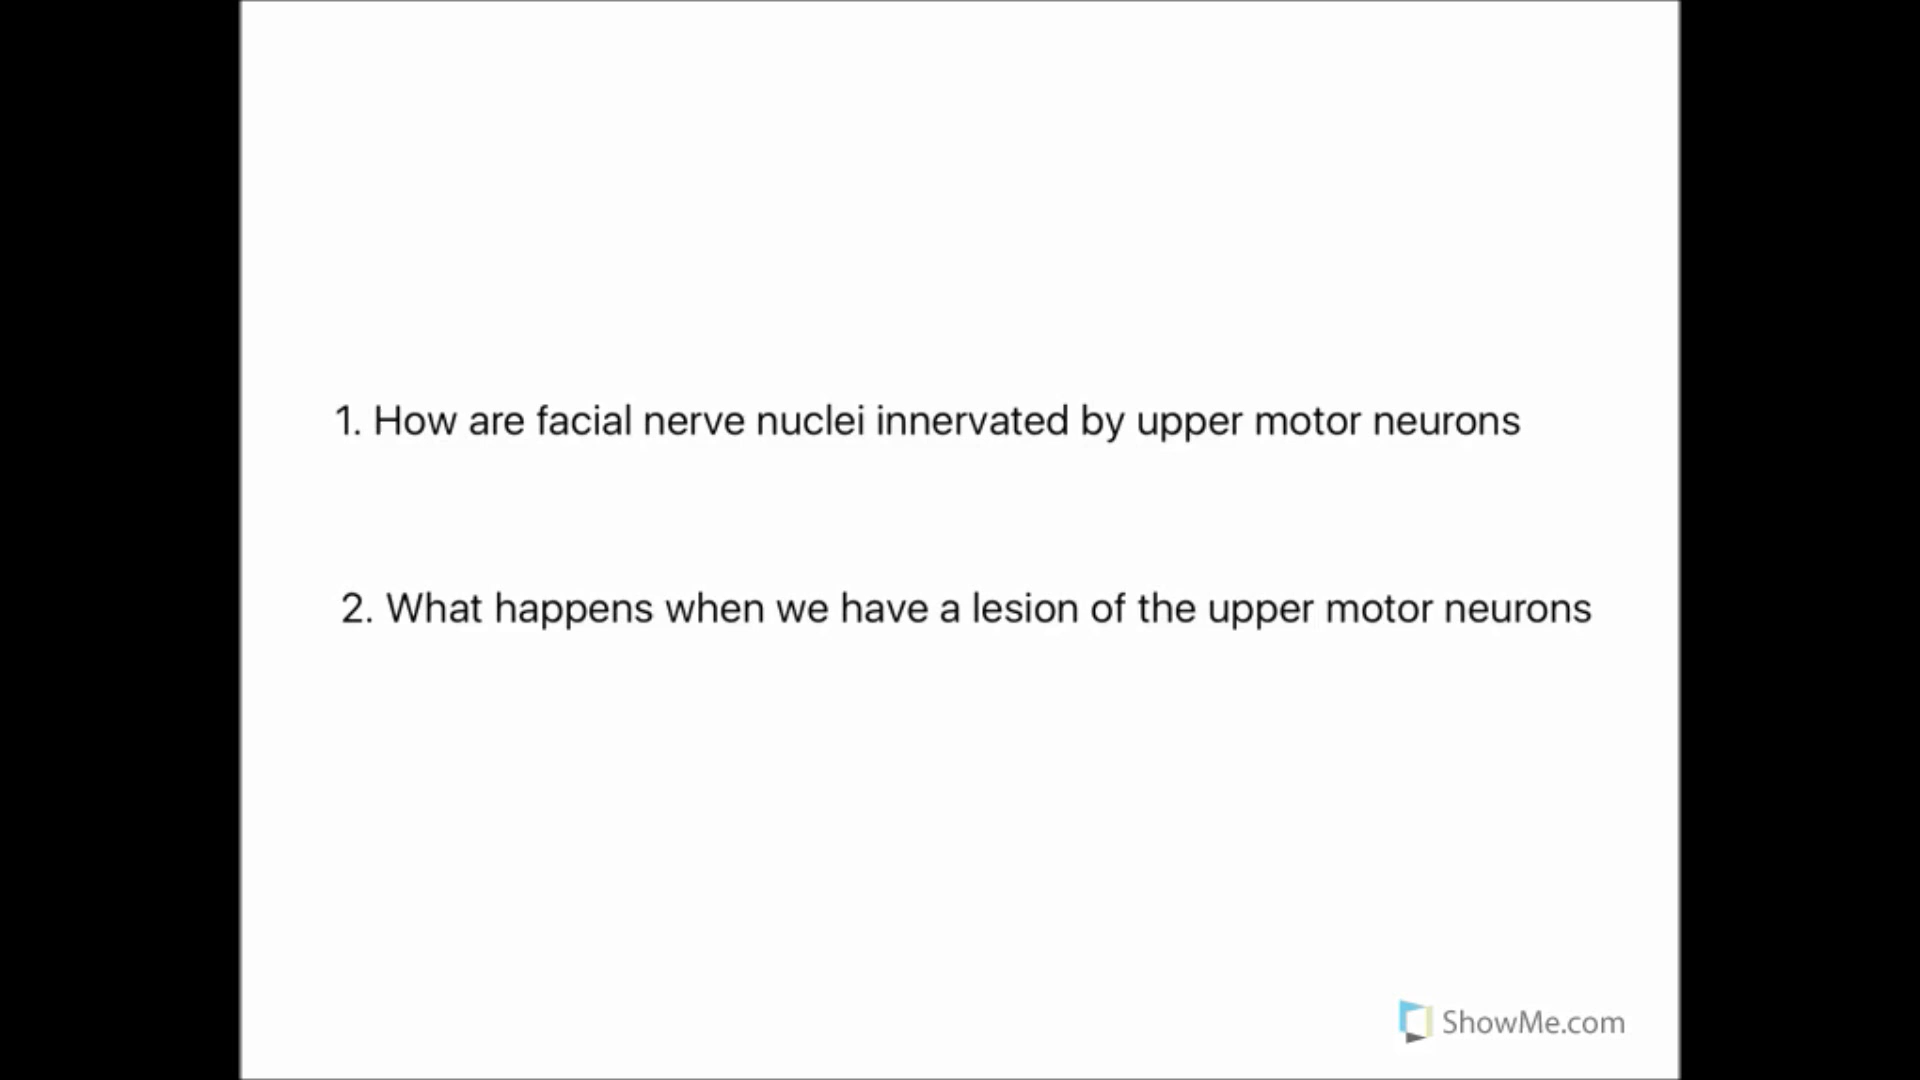 1. How are facial nerve nuclei innervated by upper motor neurons
2. What happens when we have a lesion of the upper motor neurons
ShowMe.com